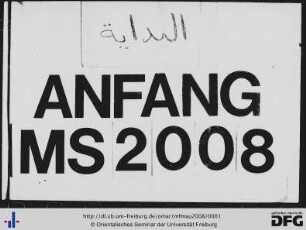 البداية
ANFANG
MS 2008
http://dl.ub.uni-freiburg.de/omar/mfmau2008/0001
© Orientalisches Seminar der Universität Freiburg
DFG